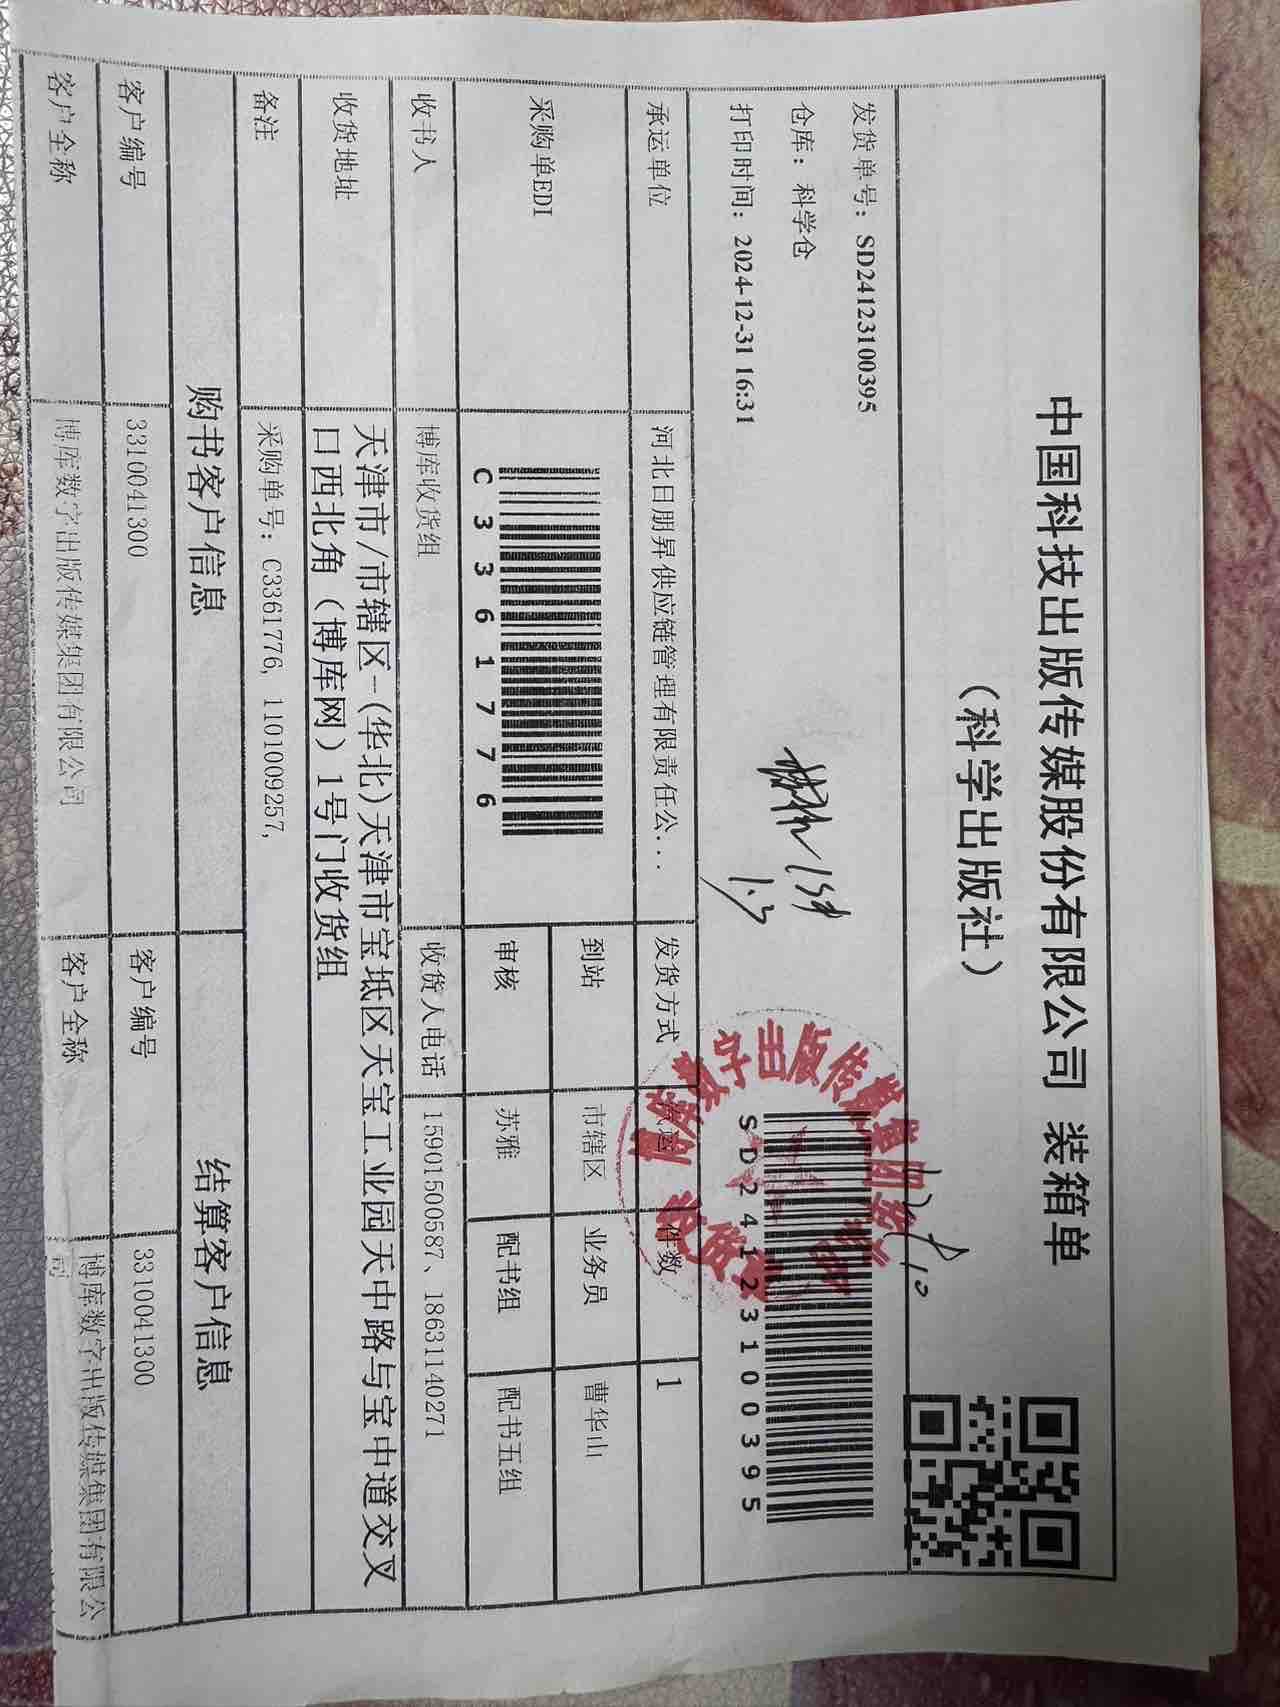 中国科技出版传媒股份有限公司 装箱单
（科学出版社）
发货单号：SD24123100395
仓库：科学仓
打印时间：2024-12-31 16:31
SD24123100395
承运单位 河北日朋昇供应链管理有限责任公... 发货方式 件数 1
采购单EDI C3361776 到站 市辖区 业务员 曹华山
审核 苏雅 配书组 配书五组
收书人 博库收货组 收货人电话 15901500587、18631140271
收货地址 天津市/市辖区-(华北)天津市宝坻区天宝工业园天中路与宝中道交叉
口西北角（博库网）1号门收货组
备注 采购单号：C3361776, 1101009257,
购书客户信息 结算客户信息
客户编号 3310041300 客户编号 3310041300
客户全称 博库数字出版传媒集团有限公司 客户全称 博库数字出版传媒集团有限公
司